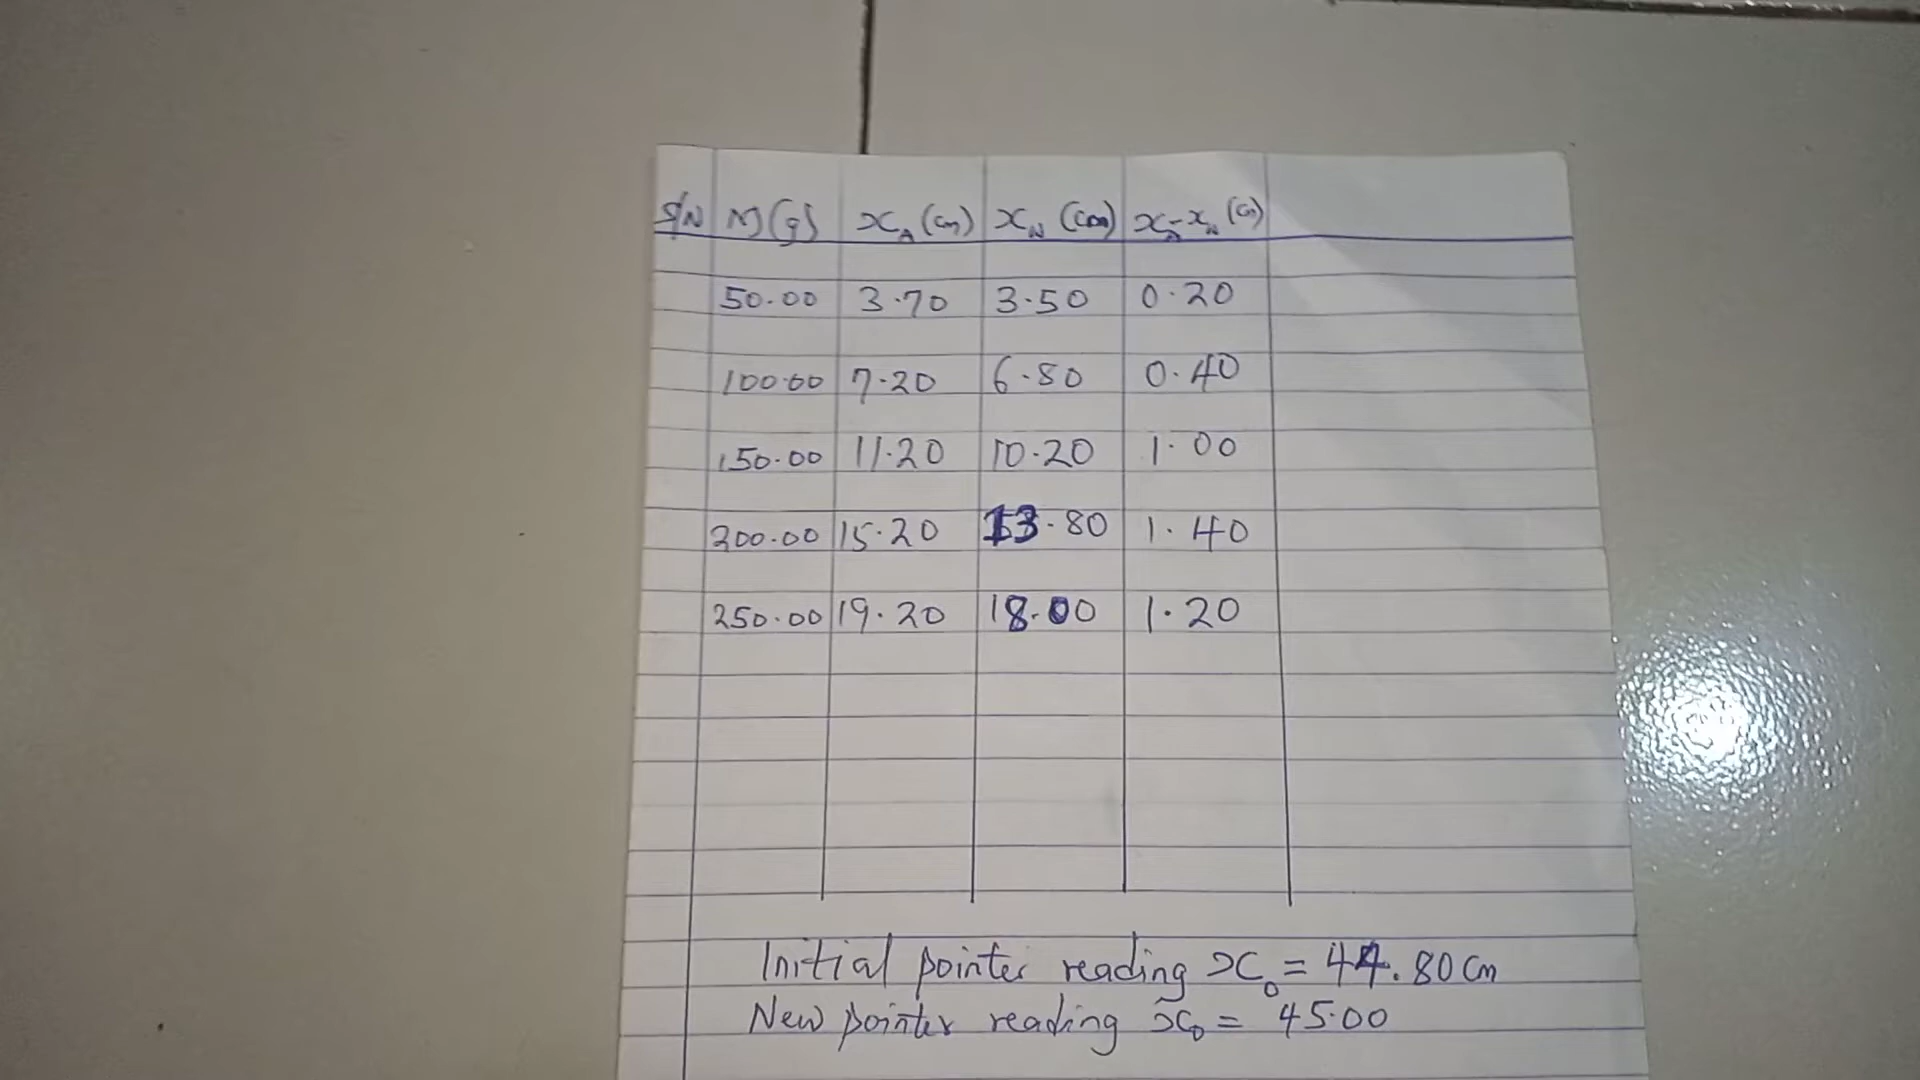 S/N M(g) xA (cm) xN (cm) xA-xN (cm)
50.00 3.70 3.50 0.20
100.00 7.20 6.80 0.40
150.00 11.20 10.20 1.00
200.00 15.20 13.80 1.40
250.00 19.20 18.00 1.20
Initial pointer reading x0 = 44.80 cm
New pointer reading x0 = 45.00